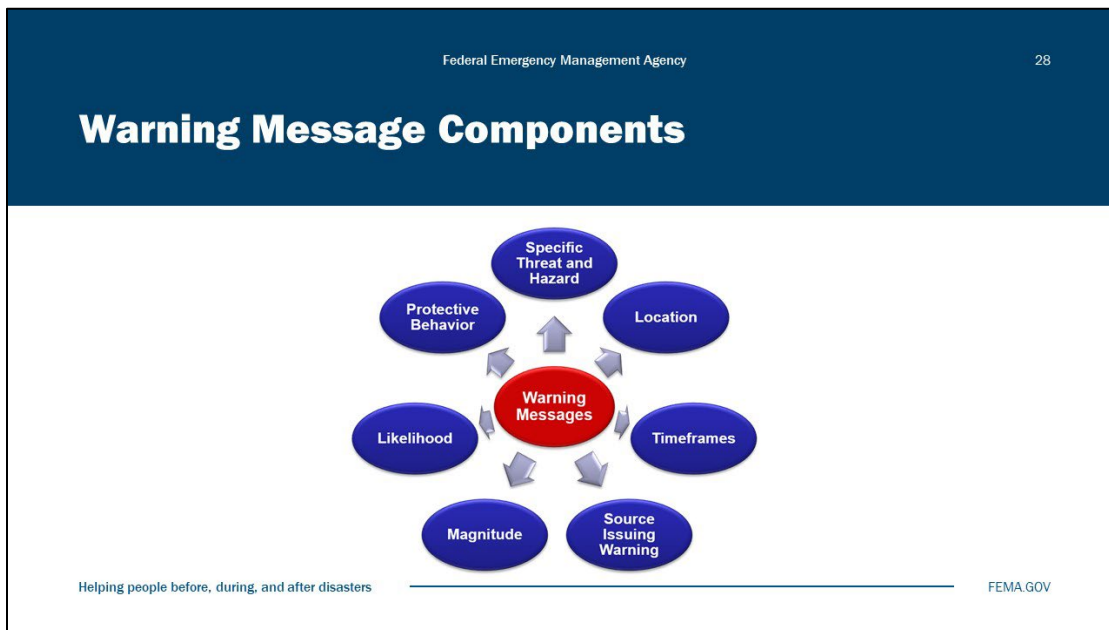 Federal Emergency Management Agency
28
Warning Message Components
Specific
Threat and
Hazard
Protective
Behavior
Location
Warning
Messages
Likelihood
Timeframes
Magnitude
Source
Issuing
Warning
Helping people before, during, and after disasters
FEMA.GOV